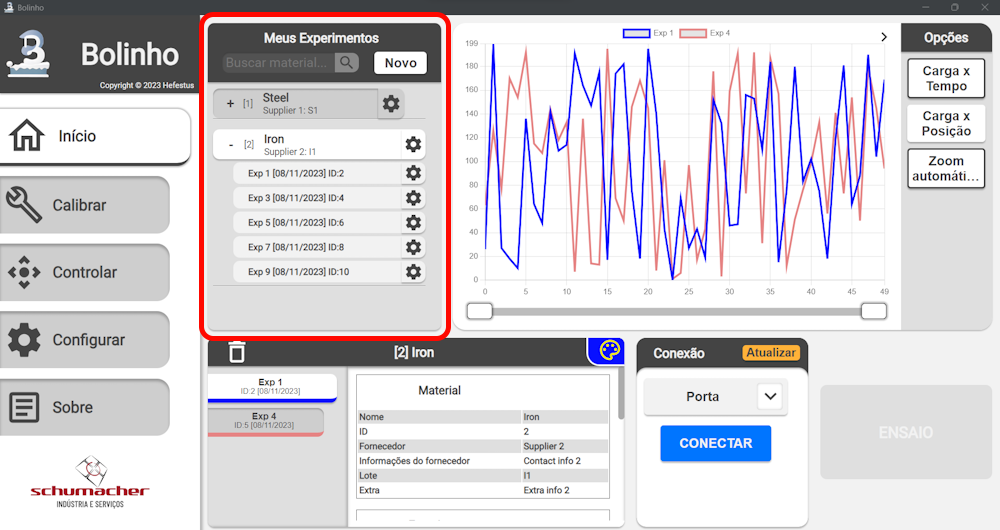 Bolinho
Bolinho
Copyright © 2023 Hefestus
Início
Calibrar
Controlar
Configurar
Sobre
schumacher
INDÚSTRIA E SERVIÇOS
Meus Experimentos
Buscar material...
Novo
+ [1] Steel
Supplier 1: S1
- [2] Iron
Supplier 2: I1
Exp 1 [08/11/2023] ID:2
Exp 3 [08/11/2023] ID:4
Exp 5 [08/11/2023] ID:6
Exp 7 [08/11/2023] ID:8
Exp 9 [08/11/2023] ID:10
Exp 1 Exp 4
199
180
160
140
120
100
80
60
40
20
0
0 5 10 15 20 25 30 35 40 45 49
Opções
Carga x
Tempo
Carga x
Posição
Zoom
automáti...
[2] Iron
Exp 1
ID:2 [08/11/2023]
Exp 4
ID:5 [08/11/2023]
Material
Nome Iron
ID 2
Fornecedor Supplier 2
Informações do fornecedor Contact info 2
Lote I1
Extra Extra info 2
Conexão Atualizar
Porta
CONECTAR
ENSAIO